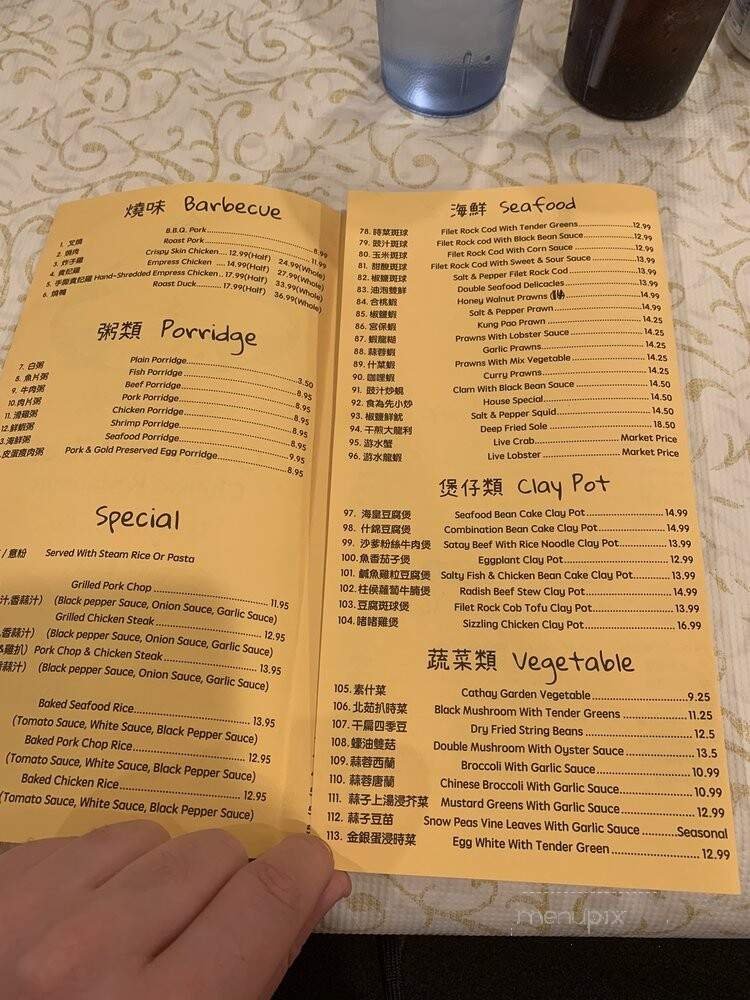 燒味 Barbecue
1. 叉燒 B.B.Q. Pork 8.99
2. 燒肉 Roast Pork 11.99
3. 炸子雞 Crispy Skin Chicken 12.99(Half) 24.99(Whole)
4. 貴妃雞 Empress Chicken 14.99(Half) 27.99(Whole)
5. 手撕貴妃雞 Hand-Shredded Empress Chicken 17.99(Half) 33.99(Whole)
6. 燒鴨 Roast Duck 17.99(Half) 36.99(Whole)
粥類 Porridge
7. 白粥 Plain Porridge 3.50
8. 魚片粥 Fish Porridge 8.95
9. 牛肉粥 Beef Porridge 8.95
10. 肉片粥 Pork Porridge 8.95
11. 滑雞粥 Chicken Porridge 8.95
12. 鮮蝦粥 Shrimp Porridge 8.95
3. 海鮮粥 Seafood Porridge 9.95
皮蛋瘦肉粥 Pork & Gold Preserved Egg Porridge 8.95
Special
/ 意粉 Served With Steam Rice Or Pasta
Grilled Pork Chop 11.95
汁,香蒜汁) (Black pepper Sauce, Onion Sauce, Garlic Sauce)
Grilled Chicken Steak 12.95
香蒜汁) (Black pepper Sauce, Onion Sauce, Garlic Sauce)
雞扒) Pork Chop & Chicken Steak 13.95
蒜汁) (Black pepper Sauce, Onion Sauce, Garlic Sauce)
Baked Seafood Rice 13.95
(Tomato Sauce, White Sauce, Black Pepper Sauce)
Baked Pork Chop Rice 12.95
(Tomato Sauce, White Sauce, Black Pepper Sauce)
Baked Chicken Rice 12.95
(Tomato Sauce, White Sauce, Black Pepper Sauce)
海鮮 Seafood
78. 時菜斑球 Filet Rock Cod With Tender Greens 12.99
79. 豉汁斑球 Filet Rock cod With Black Bean Sauce 12.99
80. 玉米斑球 Filet Rock Cod With Corn Sauce 12.99
81. 甜酸斑球 Filet Rock Cod With Sweet & Sour Sauce 13.99
82. 椒鹽斑球 Salt & Pepper Filet Rock Cod 13.99
83. 油泡雙鮮 Double Seafood Delicacles 13.99
84. 合桃蝦 Honey Walnut Prawns 14.99
85. 椒鹽蝦 Salt & Pepper Prawn 14.99
86. 宮保蝦 Kung Pao Prawn 14.25
87. 蝦龍糊 Prawns With Lobster Sauce 14.25
88. 蒜蓉蝦 Garlic Prawns 14.25
89. 什菜蝦 Prawns With Mix Vegetable 14.25
90. 咖喱蝦 Curry Prawns 14.25
91. 豉汁炒蜆 Clam With Black Bean Sauce 14.50
92. 食為先小炒 House Special 14.50
93. 椒鹽鮮魷 Salt & Pepper Squid 14.50
94. 干煎大龍利 Deep Fried Sole 18.50
95. 游水蟹 Live Crab Market Price
96. 游水龍蝦 Live Lobster Market Price
煲仔類 Clay Pot
97. 海皇豆腐煲 Seafood Bean Cake Clay Pot 14.99
98. 什錦豆腐煲 Combination Bean Cake Clay Pot 14.99
99. 沙爹粉絲牛肉煲 Satay Beef With Rice Noodle Clay Pot 13.99
100. 魚香茄子煲 Eggplant Clay Pot 12.99
101. 鹹魚雞粒豆腐煲 Salty Fish & Chicken Bean Cake Clay Pot 13.99
102. 柱侯蘿蔔牛腩煲 Radish Beef Stew Clay Pot 14.99
103. 豆腐斑球煲 Filet Rock Cob Tofu Clay Pot 13.99
104. 啫啫雞煲 Sizzling Chicken Clay Pot 16.99
蔬菜類 Vegetable
105. 素什菜 Cathay Garden Vegetable 9.25
106. 北菇扒時菜 Black Mushroom With Tender Greens 11.25
107. 干扁四季豆 Dry Fried String Beans 12.5
108. 蠔油雙菇 Double Mushroom With Oyster Sauce 13.5
109. 蒜蓉西蘭 Broccoli With Garlic Sauce 10.99
110. 蒜蓉唐蘭 Chinese Broccoli With Garlic Sauce 10.99
111. 蒜子上湯浸芥菜 Mustard Greens With Garlic Sauce 12.99
112. 蒜子豆苗 Snow Peas Vine Leaves With Garlic Sauce Seasonal
113. 金銀蛋浸時菜 Egg White With Tender Green 12.99
menupix